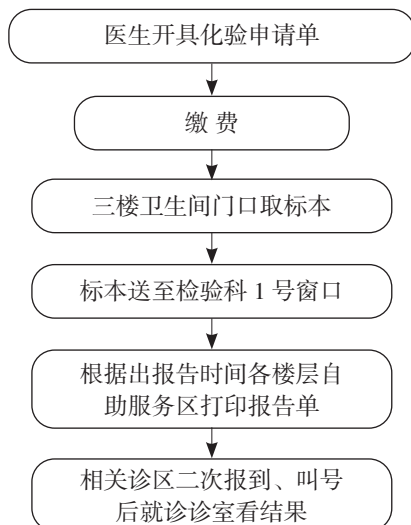 医生开具化验申请单
缴 费
三楼卫生间门口取标本
标本送至检验科 1 号窗口
根据出报告时间各楼层自
助服务区打印报告单
相关诊区二次报到、叫号
后就诊诊室看结果